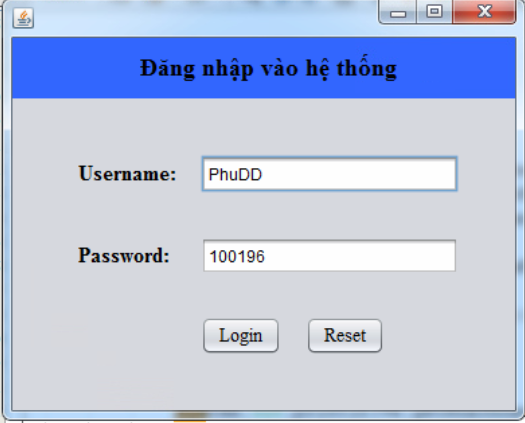 Đăng nhập vào hệ thống
Username: PhuDD
Password: 100196
Login Reset